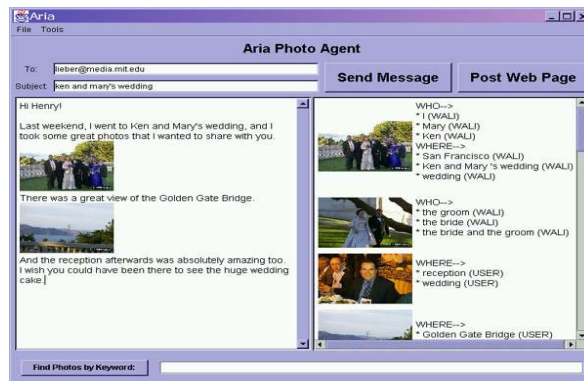 Aria
File Tools
Aria Photo Agent
To: lieber@media.mit.edu
Subject: ken and mary's wedding
Send Message
Post Web Page
Hi Henry!
Last weekend, I went to Ken and Mary's wedding, and I
took some great photos that I wanted to share with you.
There was a great view of the Golden Gate Bridge.
And the reception afterwards was absolutely amazing too.
I wish you could have been there to see the huge wedding
cake.
WHO-->
* I (WALI)
* Mary (WALI)
* Ken (WALI)
WHERE-->
* San Francisco (WALI)
* Ken and Mary 's wedding (WALI)
* wedding (WALI)
WHO-->
* the groom (WALI)
* the bride (WALI)
* the bride and the groom (WALI)
WHERE-->
* reception (USER)
* wedding (USER)
WHERE-->
* Golden Gate Bridge (USER)
Find Photos by Keyword: